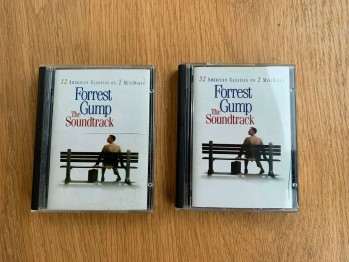 American Classics on 2 MiniDiscs
Forrest
Gump
The
Soundtrack
32 American Classics on 2 MiniDiscs
Forrest
Gump
The
Soundtrack